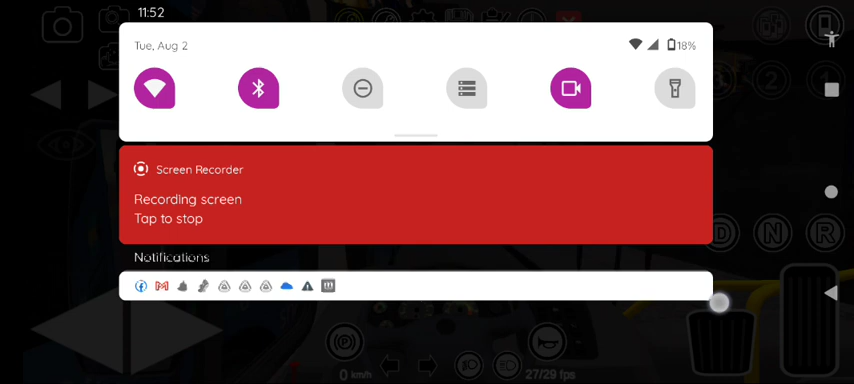 11:52
Tue, Aug 2
18%
Screen Recorder
Recording screen
Tap to stop
Notifications
2
1
D N R
0 km/h
27/29 fps